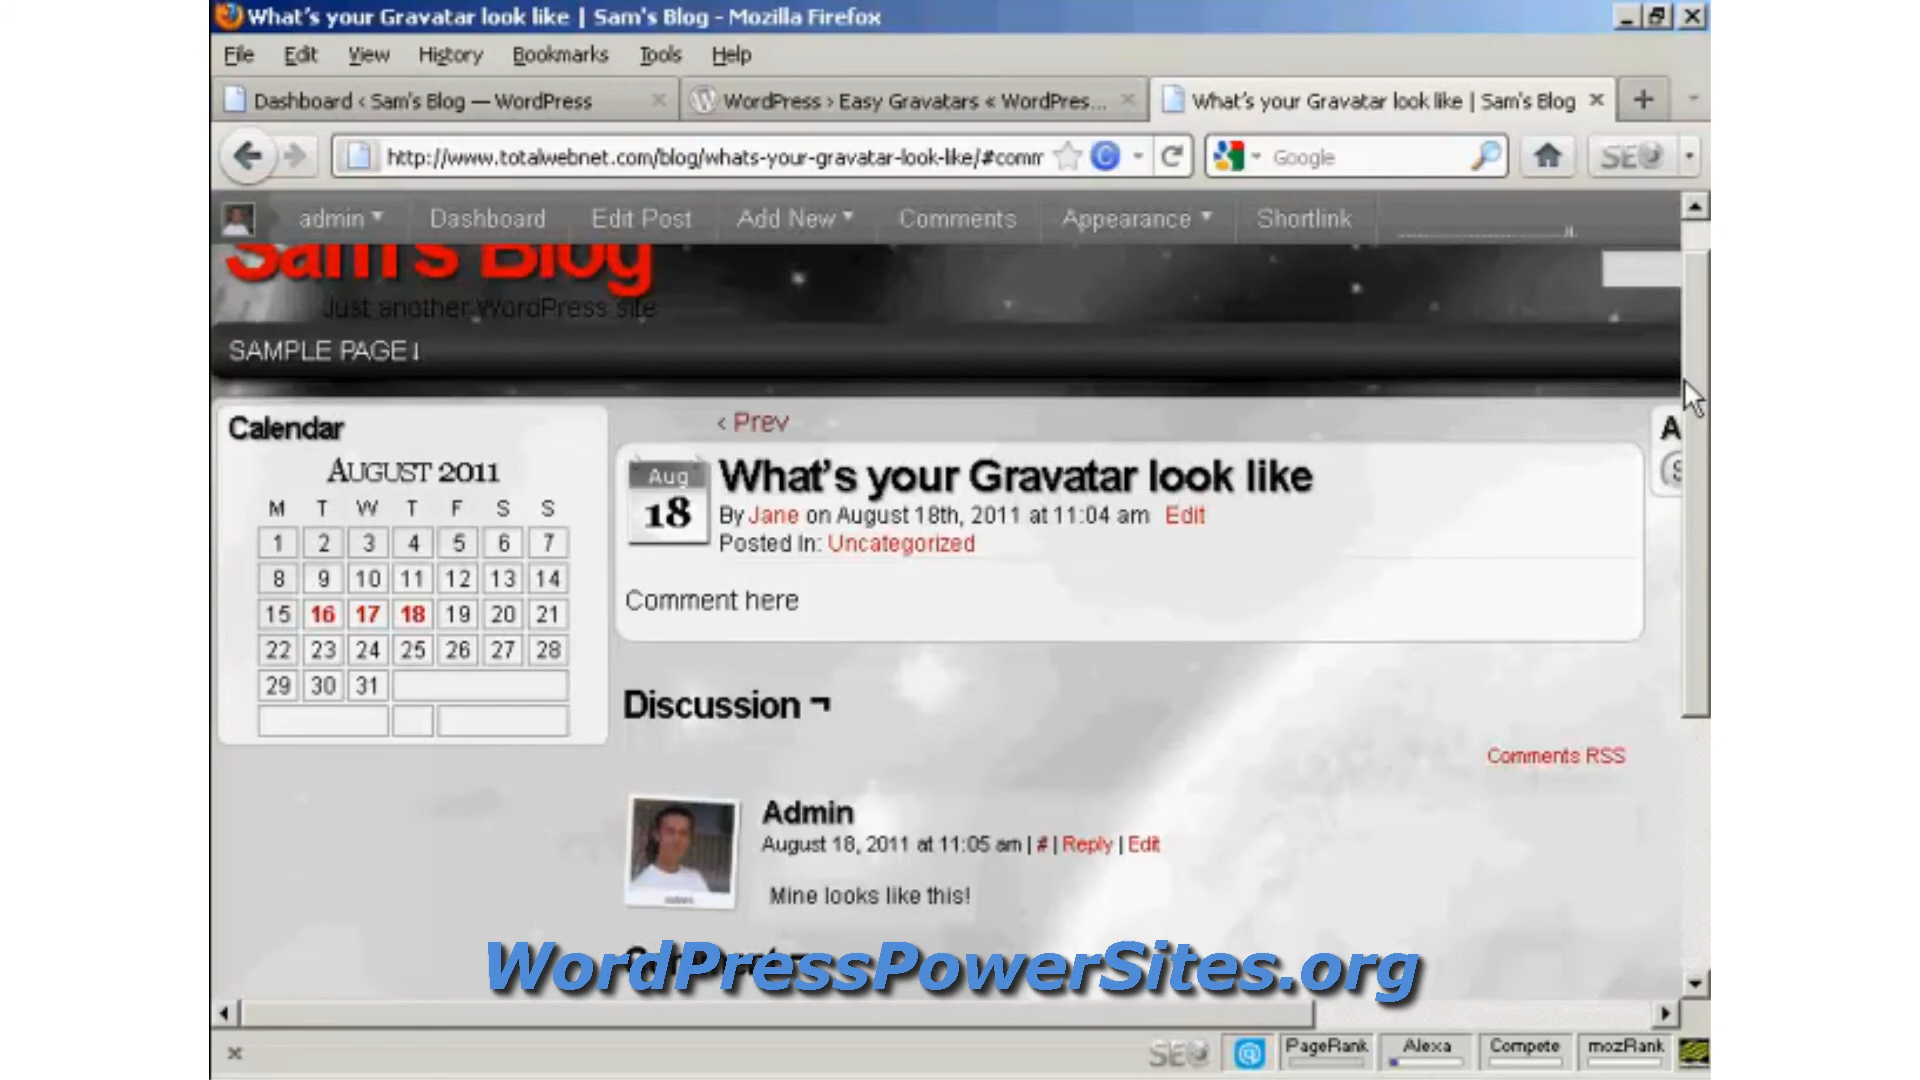 What's your Gravatar look like | Sam's Blog - Mozilla Firefox
File Edit View History Bookmarks Tools Help
Dashboard ‹ Sam's Blog — WordPress
WordPress › Easy Gravatars « WordPres...
What's your Gravatar look like | Sam's Blog
http://www.totalwebnet.com/blog/whats-your-gravatar-look-like/#comm
Google
SEO
admin Dashboard Edit Post Add New Comments Appearance Shortlink
Sam's Blog
Just another WordPress site
SAMPLE PAGE↓
Calendar
AUGUST 2011
M T W T F S S
1 2 3 4 5 6 7
8 9 10 11 12 13 14
15 16 17 18 19 20 21
22 23 24 25 26 27 28
29 30 31
‹ Prev
Aug
18
What's your Gravatar look like
By Jane on August 18th, 2011 at 11:04 am Edit
Posted In: Uncategorized
Comment here
Discussion ¬
Comments RSS
Admin
August 18, 2011 at 11:05 am | # | Reply | Edit
Mine looks like this!
WordPressPowerSites.org
SEO
PageRank
Alexa
Compete
mozRank